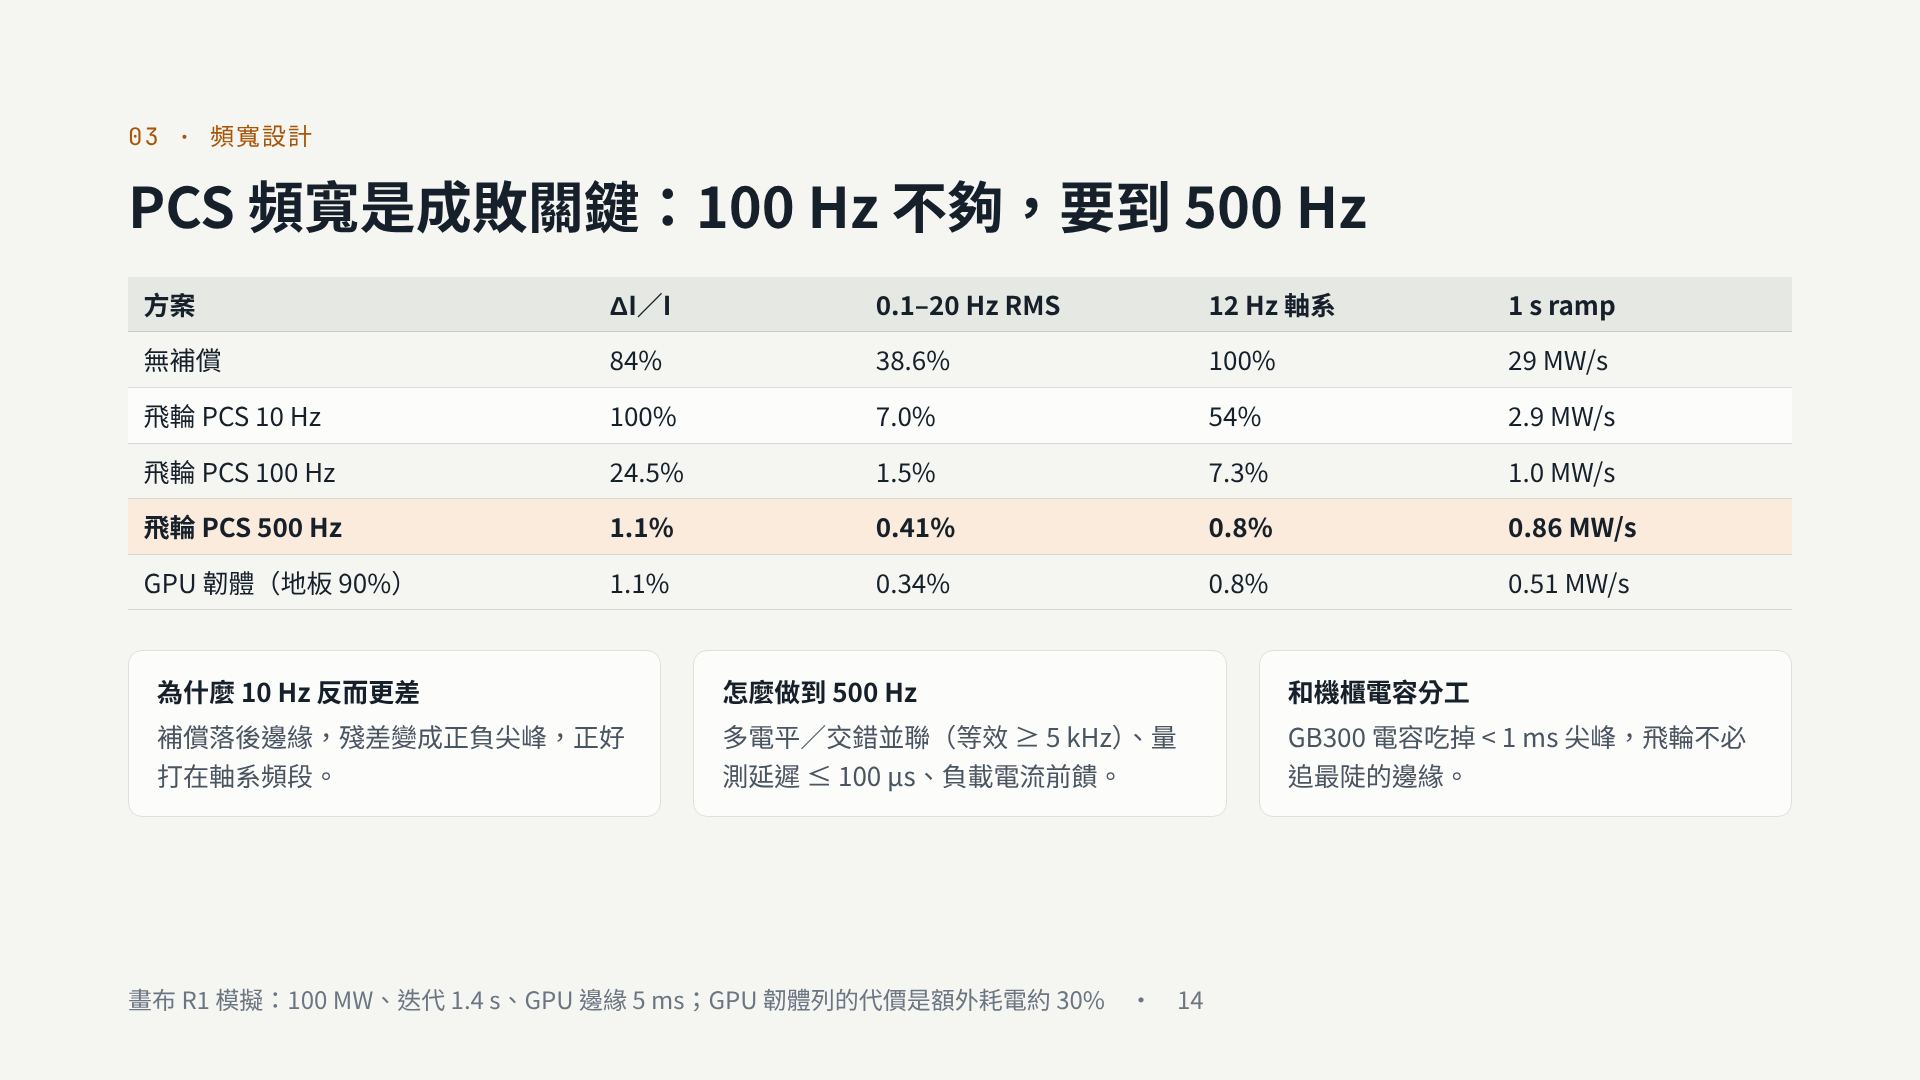 03 · 頻寬設計
PCS 頻寬是成敗關鍵：100 Hz 不夠，要到 500 Hz
方案 ΔI／I 0.1–20 Hz RMS 12 Hz 軸系 1 s ramp
無補償 84% 38.6% 100% 29 MW/s
飛輪 PCS 10 Hz 100% 7.0% 54% 2.9 MW/s
飛輪 PCS 100 Hz 24.5% 1.5% 7.3% 1.0 MW/s
飛輪 PCS 500 Hz 1.1% 0.41% 0.8% 0.86 MW/s
GPU 韌體（地板 90%） 1.1% 0.34% 0.8% 0.51 MW/s
為什麼 10 Hz 反而更差
補償落後邊緣，殘差變成正負尖峰，正好
打在軸系頻段。
怎麼做到 500 Hz
多電平／交錯並聯（等效 ≥ 5 kHz）、量
測延遲 ≤ 100 μs、負載電流前饋。
和機櫃電容分工
GB300 電容吃掉 < 1 ms 尖峰，飛輪不必
追最陡的邊緣。
畫布 R1 模擬：100 MW、迭代 1.4 s、GPU 邊緣 5 ms；GPU 韌體列的代價是額外耗電約 30% · 14